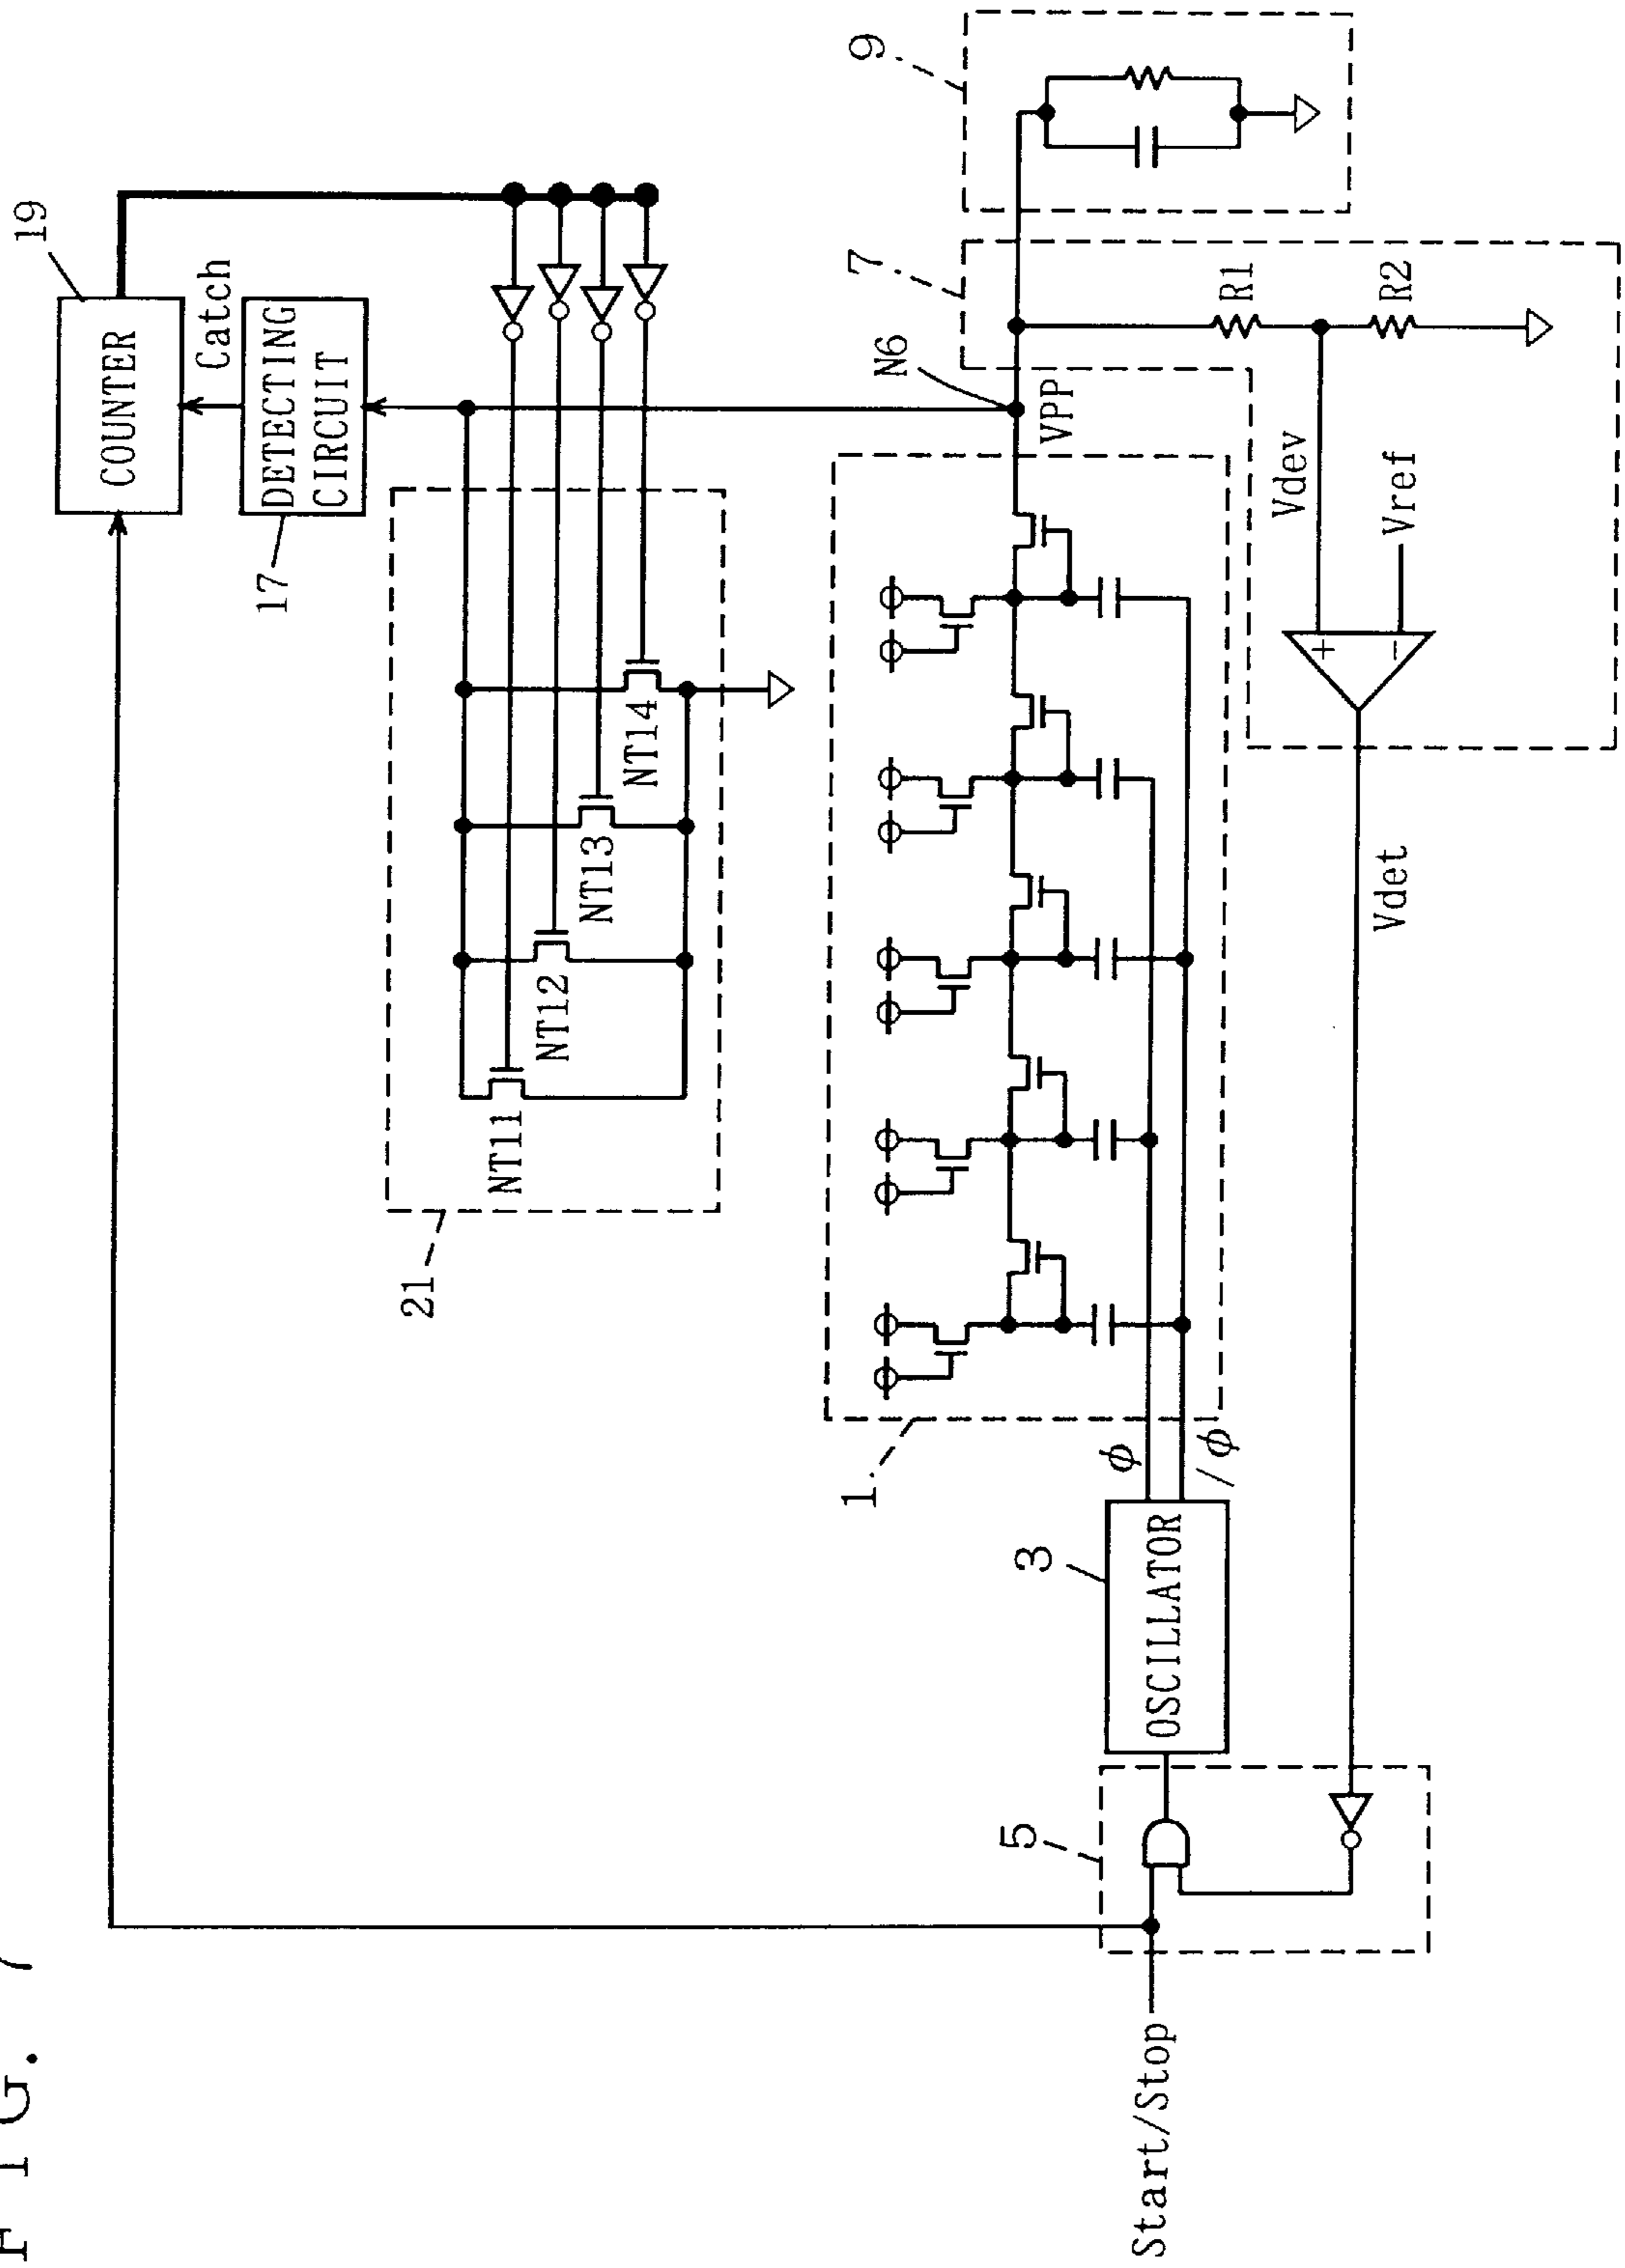 FIG. 7
19
COUNTER
Catch
DETECTING
CIRCUIT
17
21
NT11
NT12
NT13
NT14
9
7
N6
VPP
R1
R2
Vdev
Vref
+
−
Vdet
1
φ
/φ
3
OSCILLATOR
5
Start/Stop